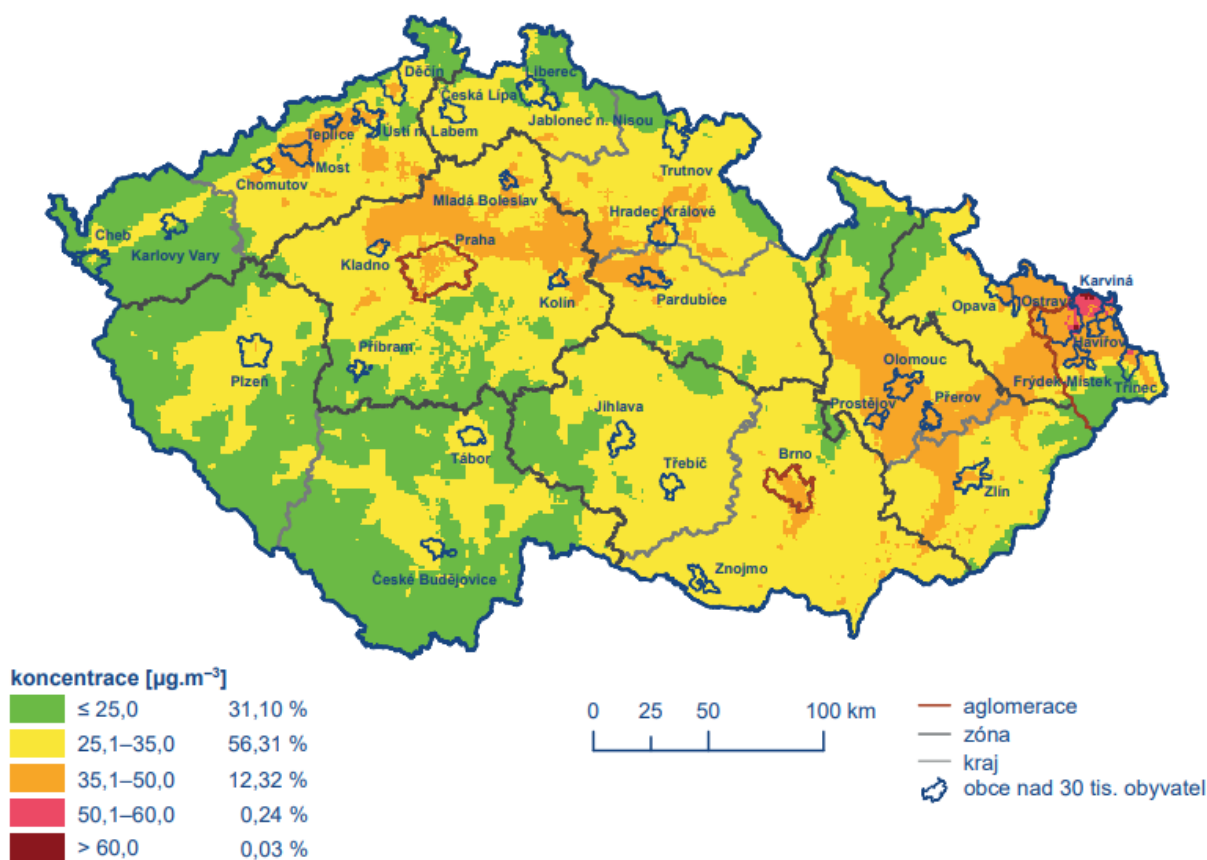 Děčín
Liberec
Česká Lípa
Jablonec n. Nisou
Ústí n. Labem
Teplice
Most
Chomutov
Trutnov
Mladá Boleslav
Hradec Králové
Cheb
Karlovy Vary
Praha
Kladno
Kolín
Pardubice
Karviná
Opava
Ostrava
Havířov
Příbram
Plzeň
Olomouc
Frýdek Místek
Třinec
Prostějov
Přerov
Jihlava
Tábor
Třebíč
Brno
Zlín
České Budějovice
Znojmo
koncentrace [µg.m⁻³]
≤ 25,0 31,10 %
25,1–35,0 56,31 %
35,1–50,0 12,32 %
50,1–60,0 0,24 %
> 60,0 0,03 %
0 25 50 100 km
aglomerace
zóna
kraj
obce nad 30 tis. obyvatel